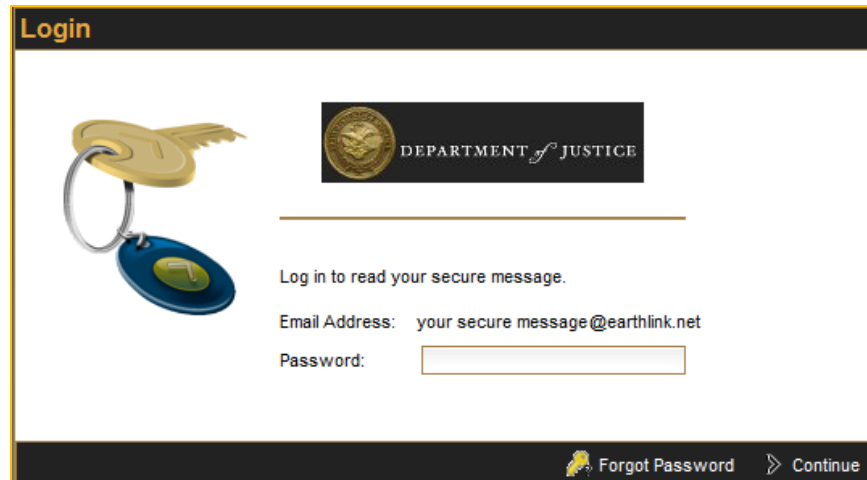 Login
DEPARTMENT of JUSTICE
Log in to read your secure message.
Email Address: your secure message@earthlink.net
Password:
Forgot Password Continue